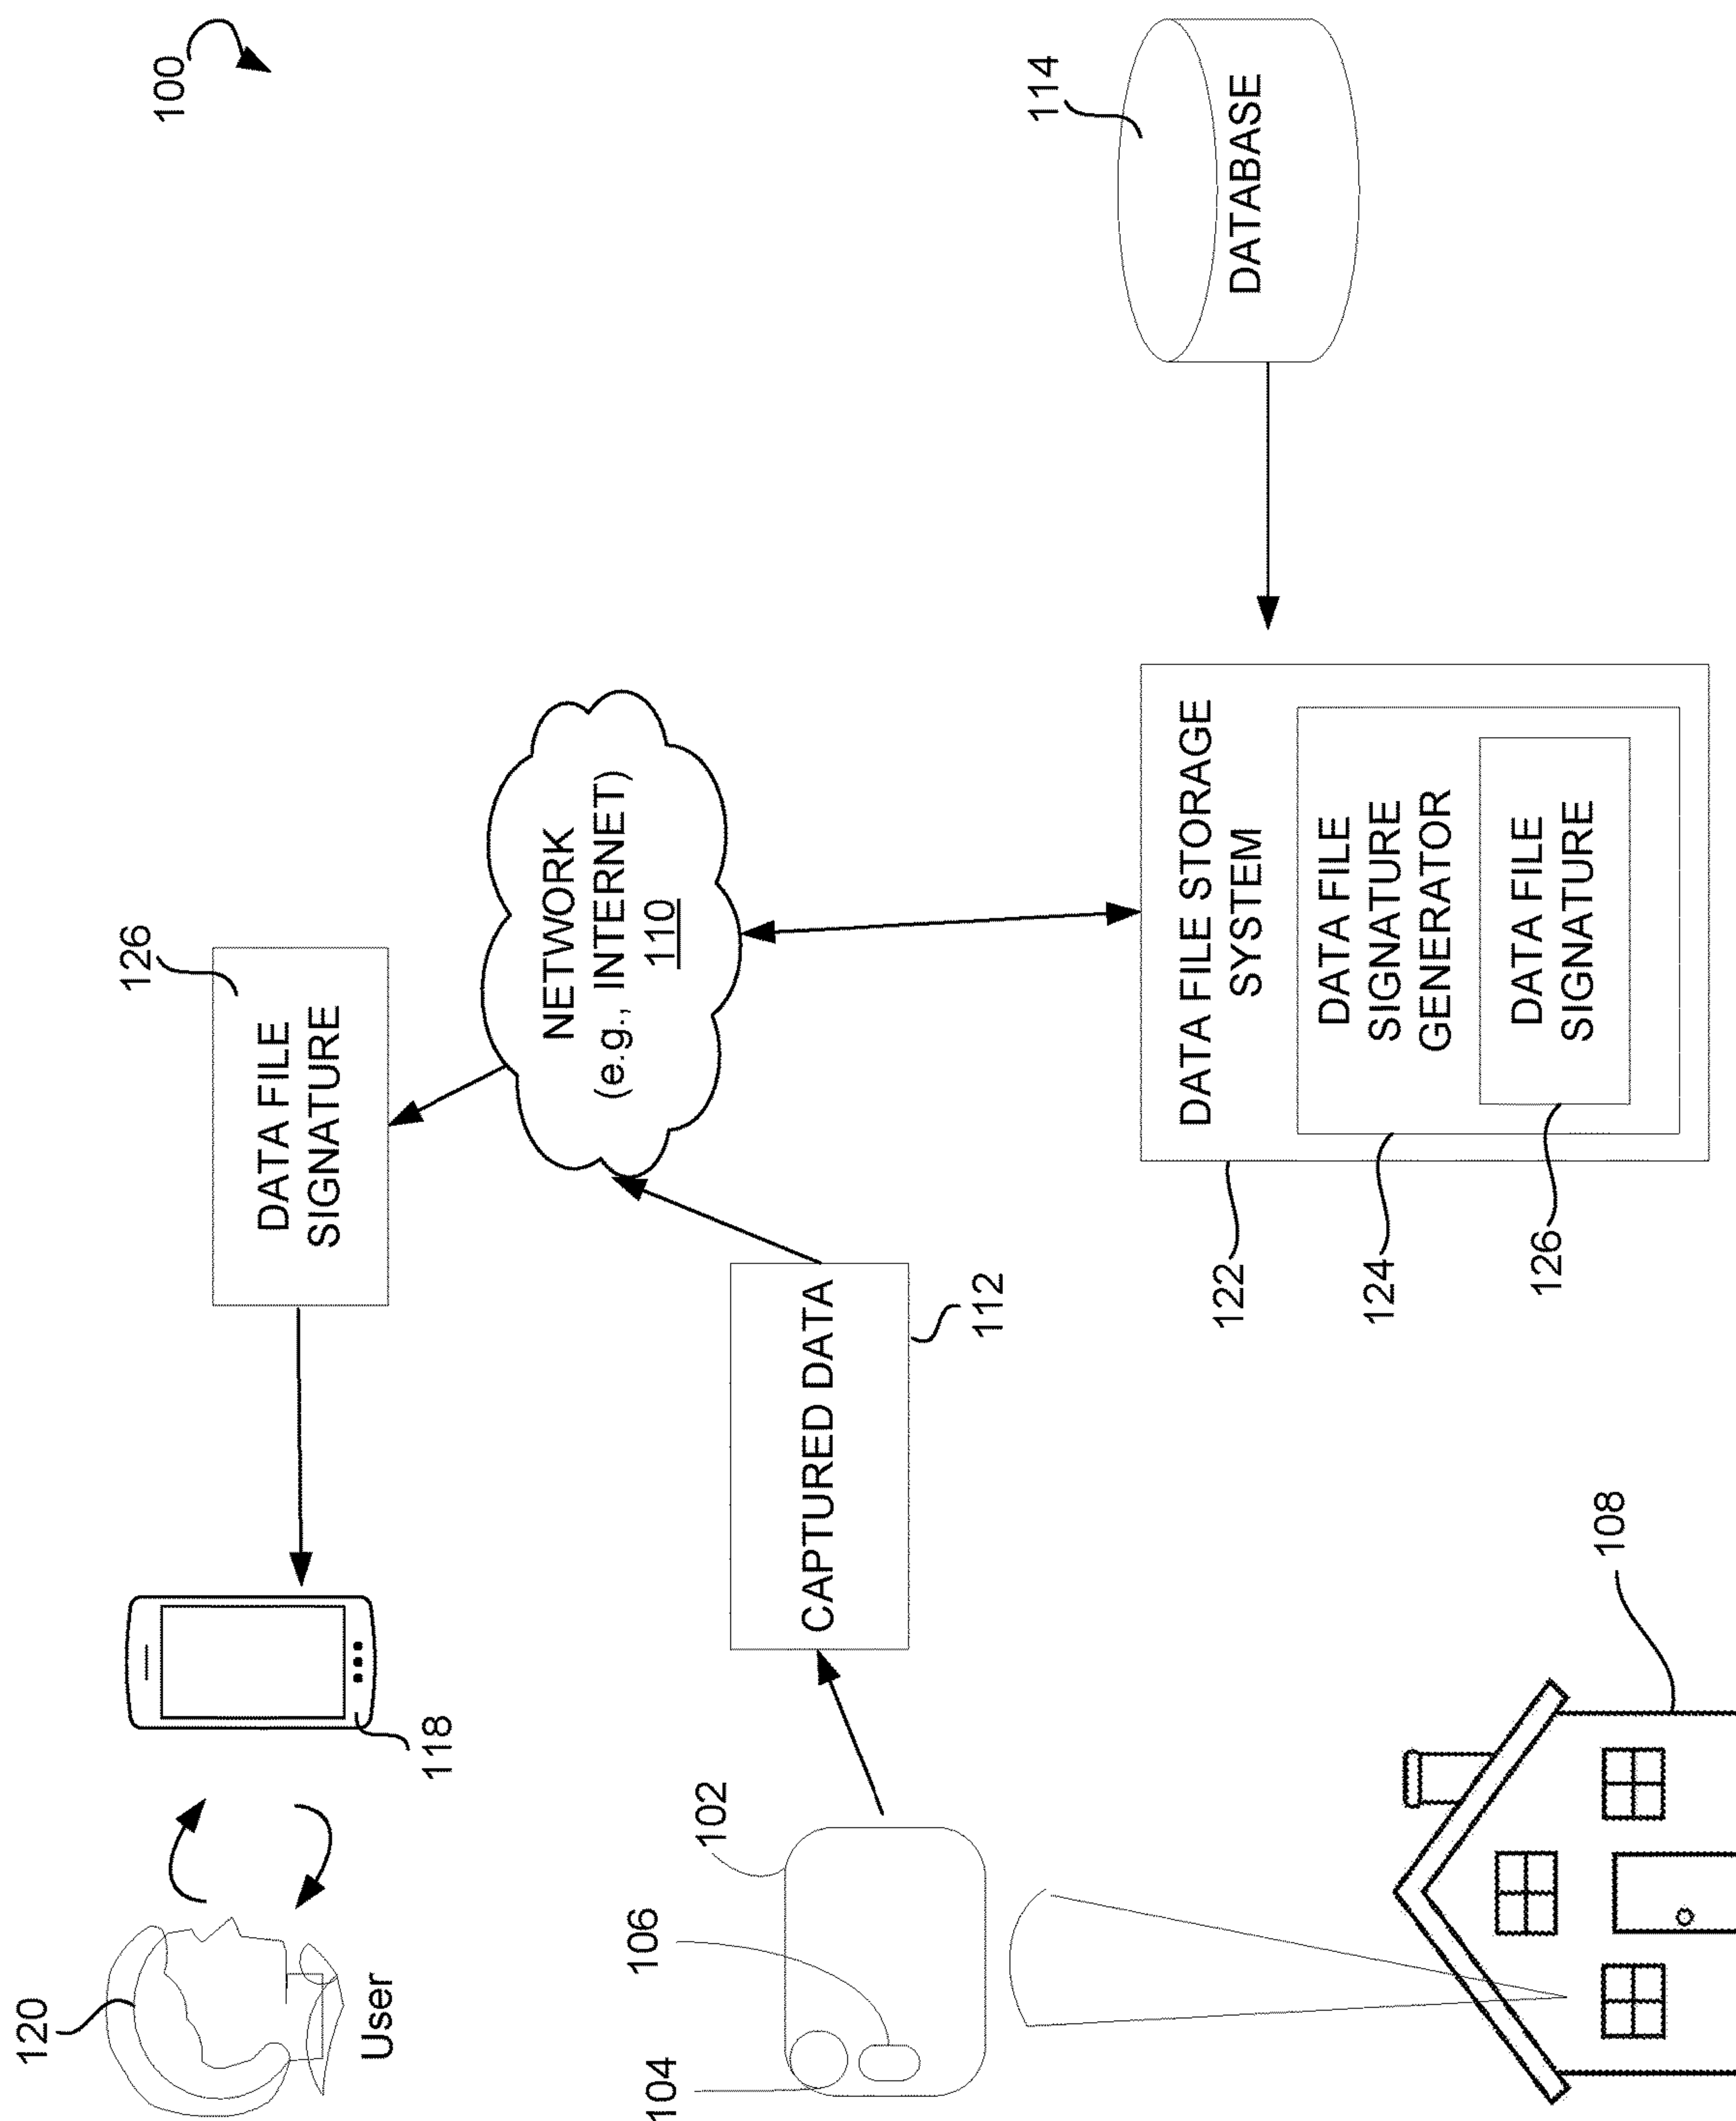 100
120
User
118
126
DATA FILE
SIGNATURE
NETWORK
(e.g., INTERNET)
110
102
106
104
CAPTURED DATA
112
114
DATABASE
108
122
124
126
DATA FILE STORAGE
SYSTEM
DATA FILE
SIGNATURE
GENERATOR
DATA FILE
SIGNATURE